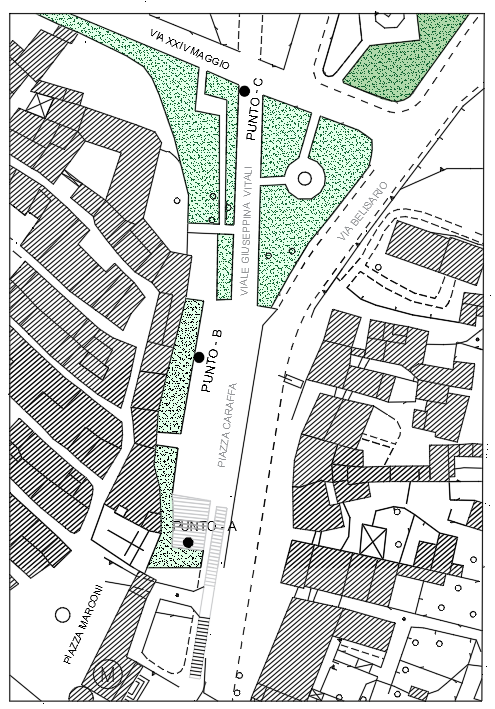 VIA XXIV MAGGIO
PUNTO - C
VIALE GIUSEPPINA VITALI
VIA BELISARIO
PUNTO - B
PIAZZA CARAFFA
PUNTO - A
PIAZZA MARCONI
M